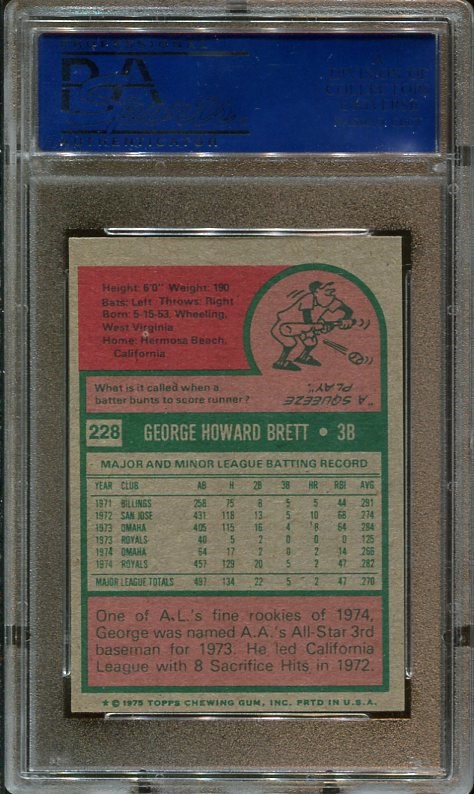 PSA
Height: 6'0" Weight: 190
Bats: Left Throws: Right
Born: 5-15-53, Wheeling,
West Virginia
Home: Hermosa Beach,
California
What is it called when a
batter bunts to score runner?
"A SQUEEZE
PLAY".
228 GEORGE HOWARD BRETT • 3B
MAJOR AND MINOR LEAGUE BATTING RECORD
YEAR CLUB AB H 2B 3B HR RBI AVG
1971 BILLINGS 258 75 8 5 5 44 291
1972 SAN JOSE 431 118 13 5 10 68 274
1973 OMAHA 405 115 16 4 8 64 284
1973 ROYALS 40 5 2 0 0 0 125
1974 OMAHA 64 17 2 0 2 14 266
1974 ROYALS 457 129 20 5 2 47 282
MAJOR LEAGUE TOTALS 497 134 22 5 2 47 270
One of A.L.'s fine rookies of 1974,
George was named A.A.'s All-Star 3rd
baseman for 1973. He led California
League with 8 Sacrifice Hits in 1972.
★ © 1975 TOPPS CHEWING GUM, INC. PRTD IN U.S.A.